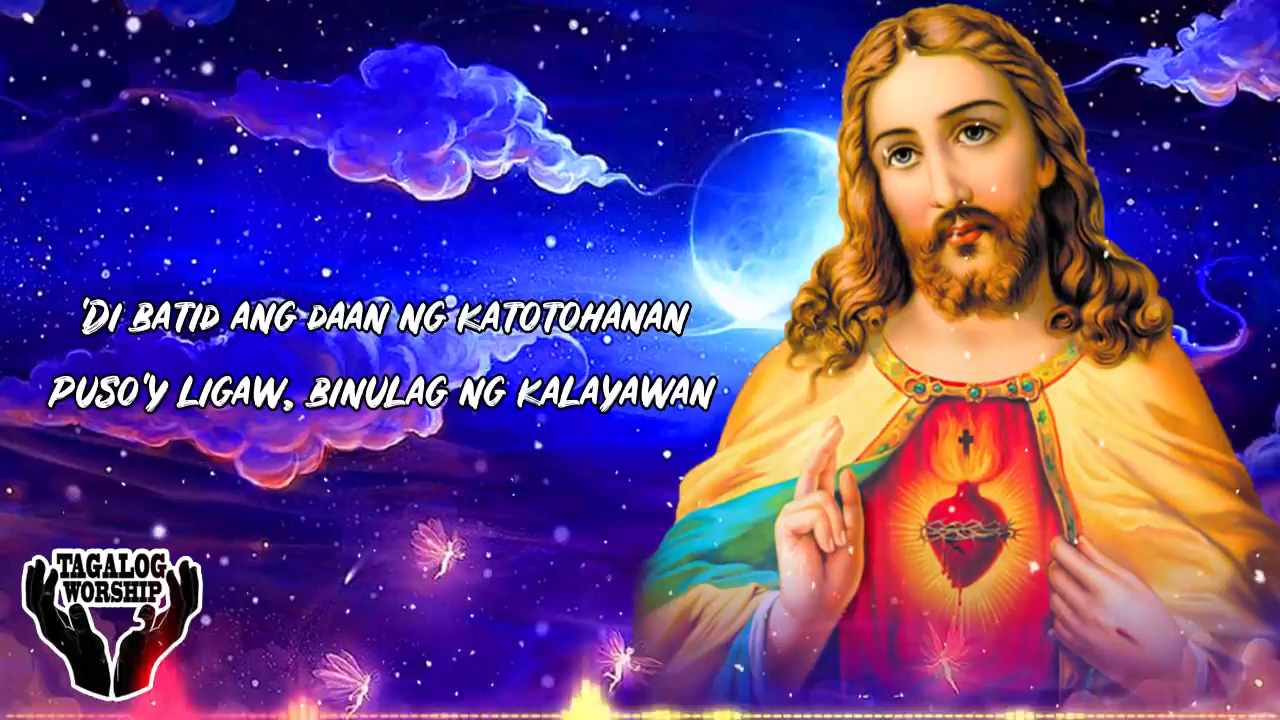 'Di batid ang daan ng katotohanan
Puso'y ligaw, binulag ng kalayawan
TAGALOG
WORSHIP